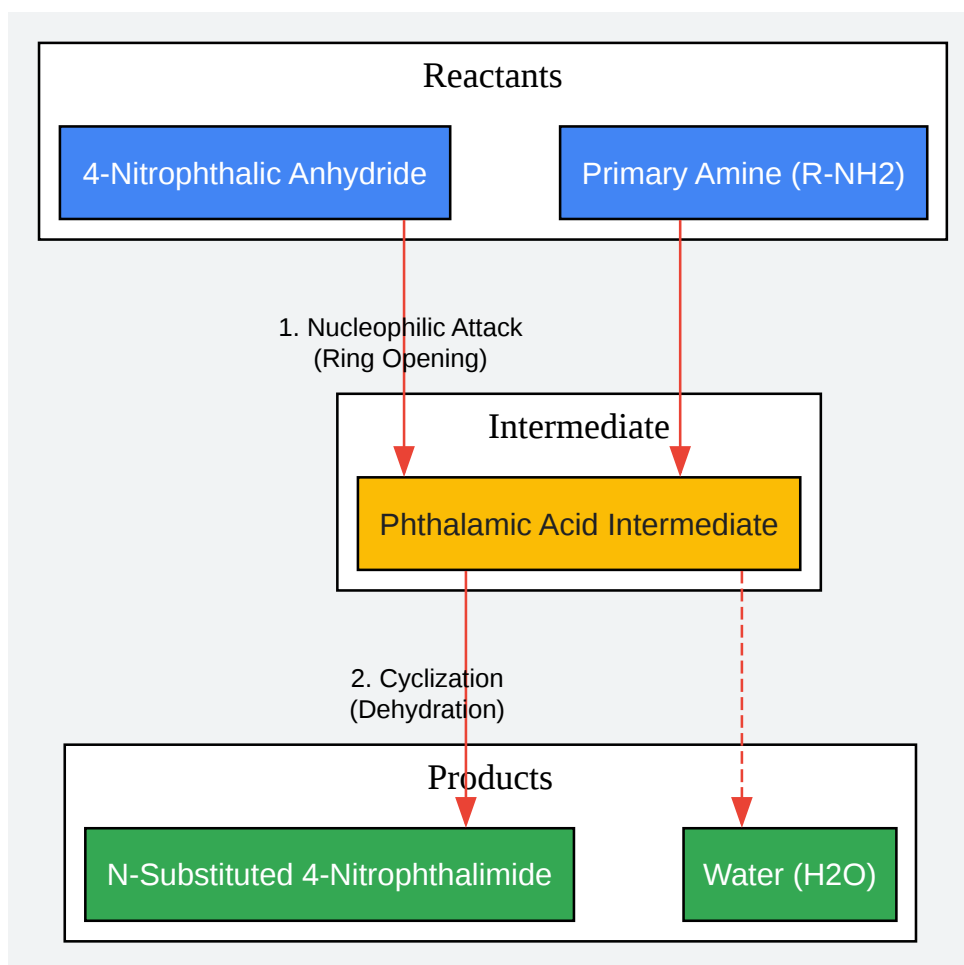 Reactants
4-Nitrophthalic Anhydride
Primary Amine (R-NH2)
1. Nucleophilic Attack
(Ring Opening)
Intermediate
Phthalamic Acid Intermediate
2. Cyclization
(Dehydration)
Products
N-Substituted 4-Nitrophthalimide
Water (H2O)